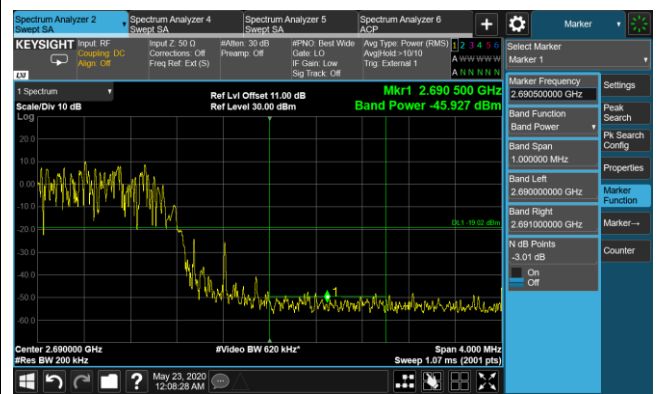 Spectrum Analyzer 2
Swept SA
Spectrum Analyzer 4
Swept SA
Spectrum Analyzer 5
Swept SA
Spectrum Analyzer 6
ACP
+
Marker
KEYSIGHT
Input: RF
Coupling: DC
Align: Off
Input Z: 50 Ω
Corrections: Off
Freq Ref: Ext (S)
#Atten: 30 dB
Preamp: Off
#PNO: Best Wide
Gate: LO
IF Gain: Low
Sig Track: Off
Avg Type: Power (RMS)
Avg|Hold:>10/10
Trig: External 1
1 2 3 4 5 6
A W W W W W
A N N N N N
LXI
Select Marker
Marker 1
1 Spectrum
Scale/Div 10 dB
Log
Ref Lvl Offset 11.00 dB
Ref Level 30.00 dBm
Mkr1 2.690 500 GHz
Band Power -45.927 dBm
20.0
10.0
0.00
-10.0
-20.0
-30.0
-40.0
-50.0
-60.0
DL1 -19.02 dBm
1
Center 2.690000 GHz
#Res BW 200 kHz
#Video BW 620 kHz*
Span 4.000 MHz
Sweep 1.07 ms (2001 pts)
Marker Frequency
2.690500000 GHz
Band Function
Band Power
Band Span
1.000000 MHz
Band Left
2.690000000 GHz
Band Right
2.691000000 GHz
N dB Points
-3.01 dB
On
Off
Settings
Peak
Search
Pk Search
Config
Properties
Marker
Function
Marker→
Counter
?
May 23, 2020
12:08:28 AM